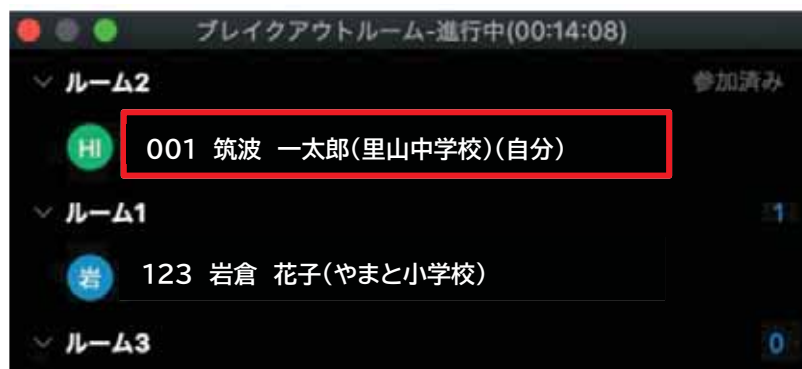 ブレイクアウトルーム-進行中(00:14:08)
ルーム2 参加済み
HI 001 筑波 一太郎(里山中学校)(自分)
ルーム1 1
岩 123 岩倉 花子(やまと小学校)
ルーム3 0